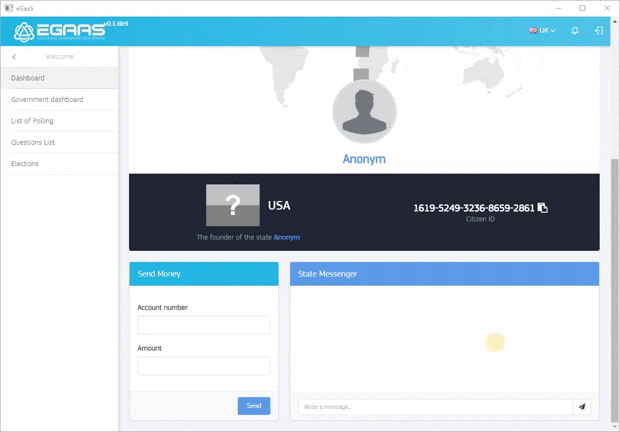 eGaaS
EGAAS v0.1.6b9
UK
Welcome
Dashboard
Government dashboard
List of Polling
Questions List
Elections
Anonym
?
USA
The founder of the state Anonym
1619-5249-3236-8659-2861
Citizen ID
Send Money
Account number
Amount
Send
State Messenger
Write a message...